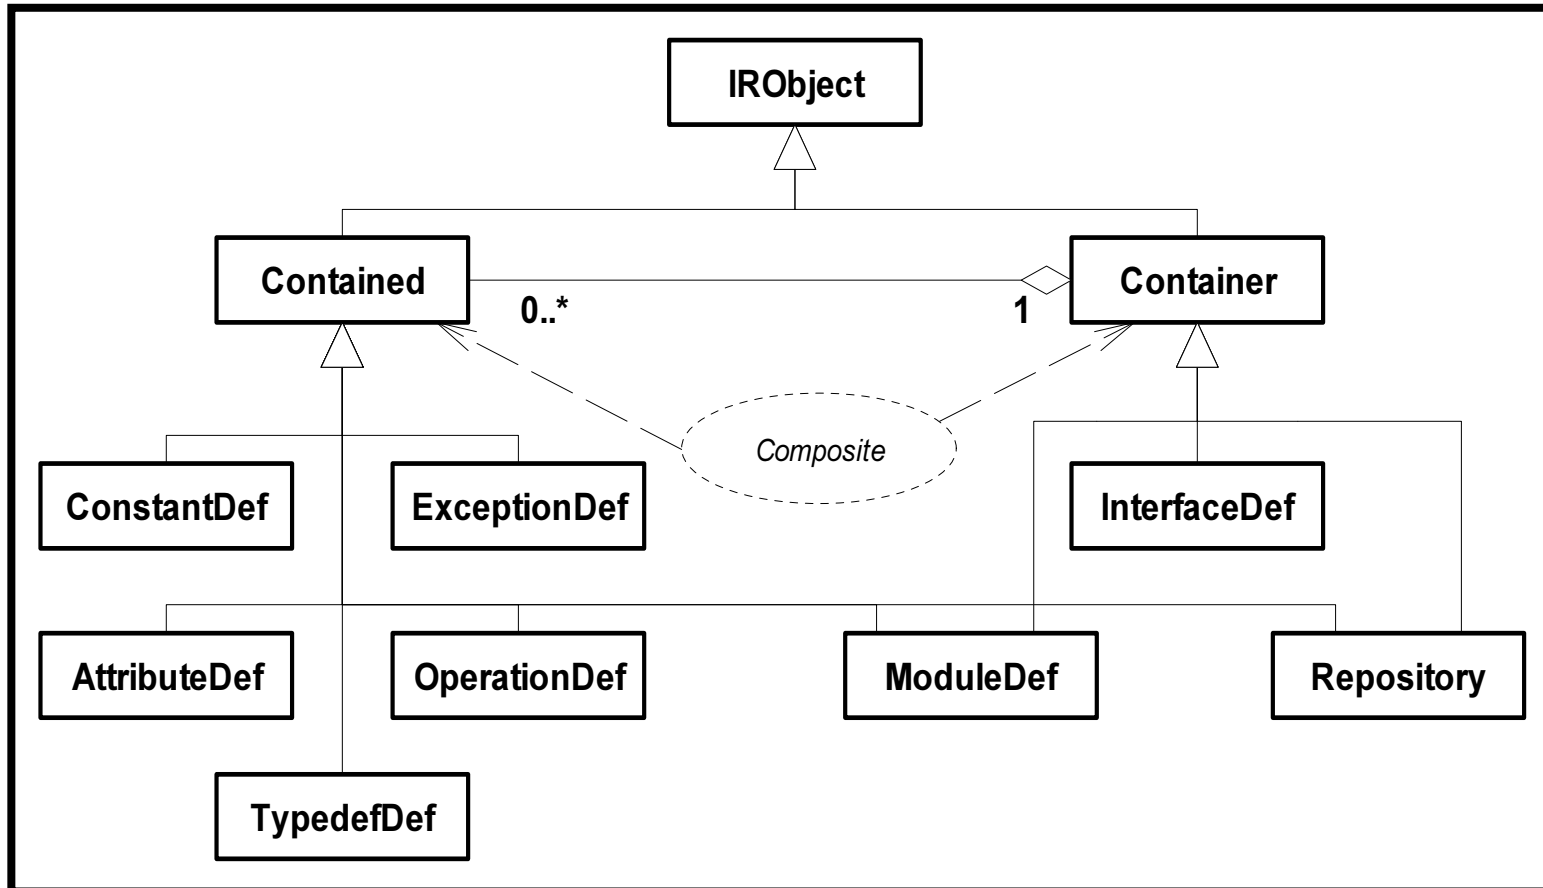 IRObject
Contained
Container
0..*
1
Composite
ConstantDef
ExceptionDef
InterfaceDef
AttributeDef
OperationDef
ModuleDef
Repository
TypedefDef